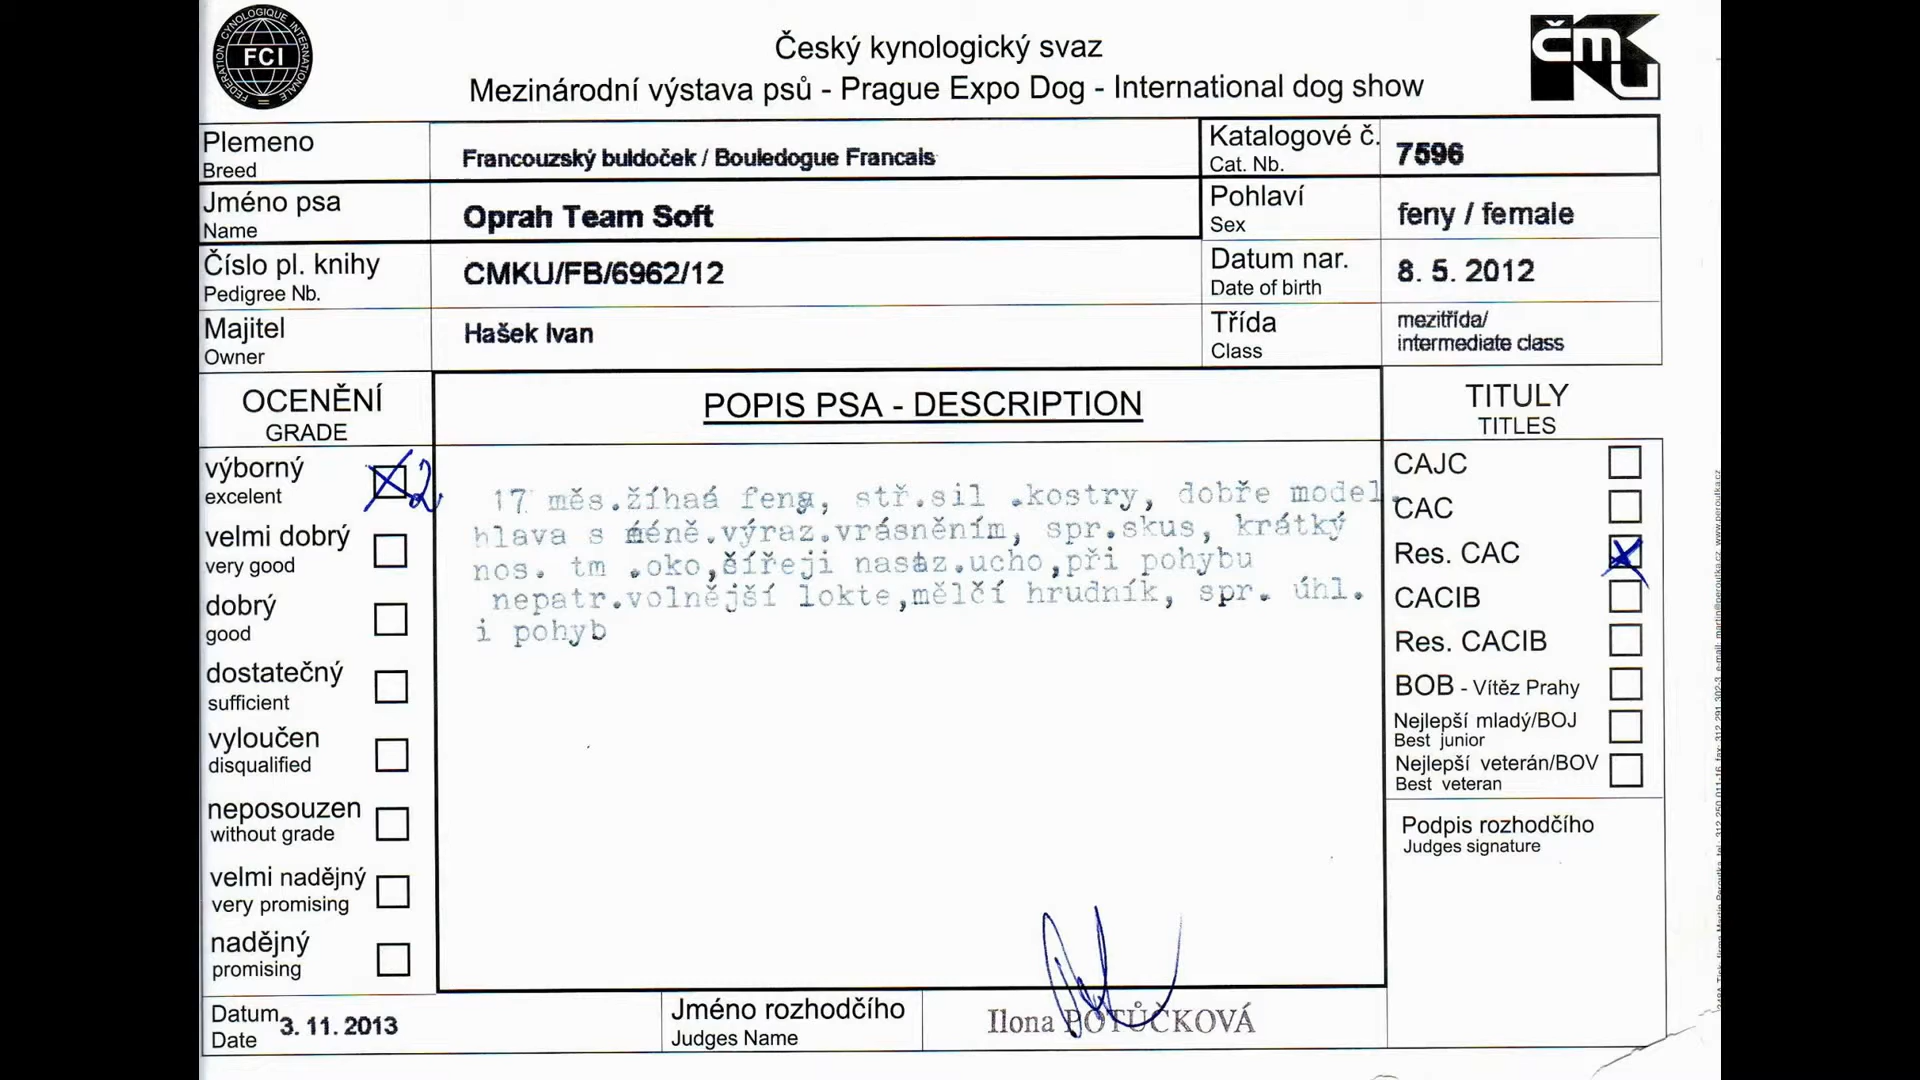 FEDERATION CYNOLOGIQUE INTERNATIONALE
FCI
Český kynologický svaz
ČMKU
Mezinárodní výstava psů - Prague Expo Dog - International dog show
Plemeno
Breed
Francouzský buldoček / Bouledogue Francais
Katalogové č.
Cat. Nb.
7596
Jméno psa
Name
Oprah Team Soft
Pohlaví
Sex
feny / female
Číslo pl. knihy
Pedigree Nb.
CMKU/FB/6962/12
Datum nar.
Date of birth
8. 5. 2012
Majitel
Owner
Hašek Ivan
Třída
Class
mezitřída/
intermediate class
OCENĚNÍ
GRADE
výborný
excelent
2
velmi dobrý
very good
dobrý
good
dostatečný
sufficient
vyloučen
disqualified
neposouzen
without grade
velmi nadějný
very promising
nadějný
promising
POPIS PSA - DESCRIPTION
17 měs.žíhaá fena, stř.sil .kostry, dobře model.
hlava s méně.výraz.vrásněním, spr.skus, krátký
nos. tm .oko,šířeji nasaz.ucho,při pohybu
nepatr.volnější lokte,mělčí hrudník, spr. úhl.
i pohyb
TITULY
TITLES
CAJC
CAC
Res. CAC
CACIB
Res. CACIB
BOB - Vítěz Prahy
Nejlepší mladý/BOJ
Best junior
Nejlepší veterán/BOV
Best veteran
Podpis rozhodčího
Judges signature
Datum
Date
3. 11. 2013
Jméno rozhodčího
Judges Name
Ilona POTŮČKOVÁ